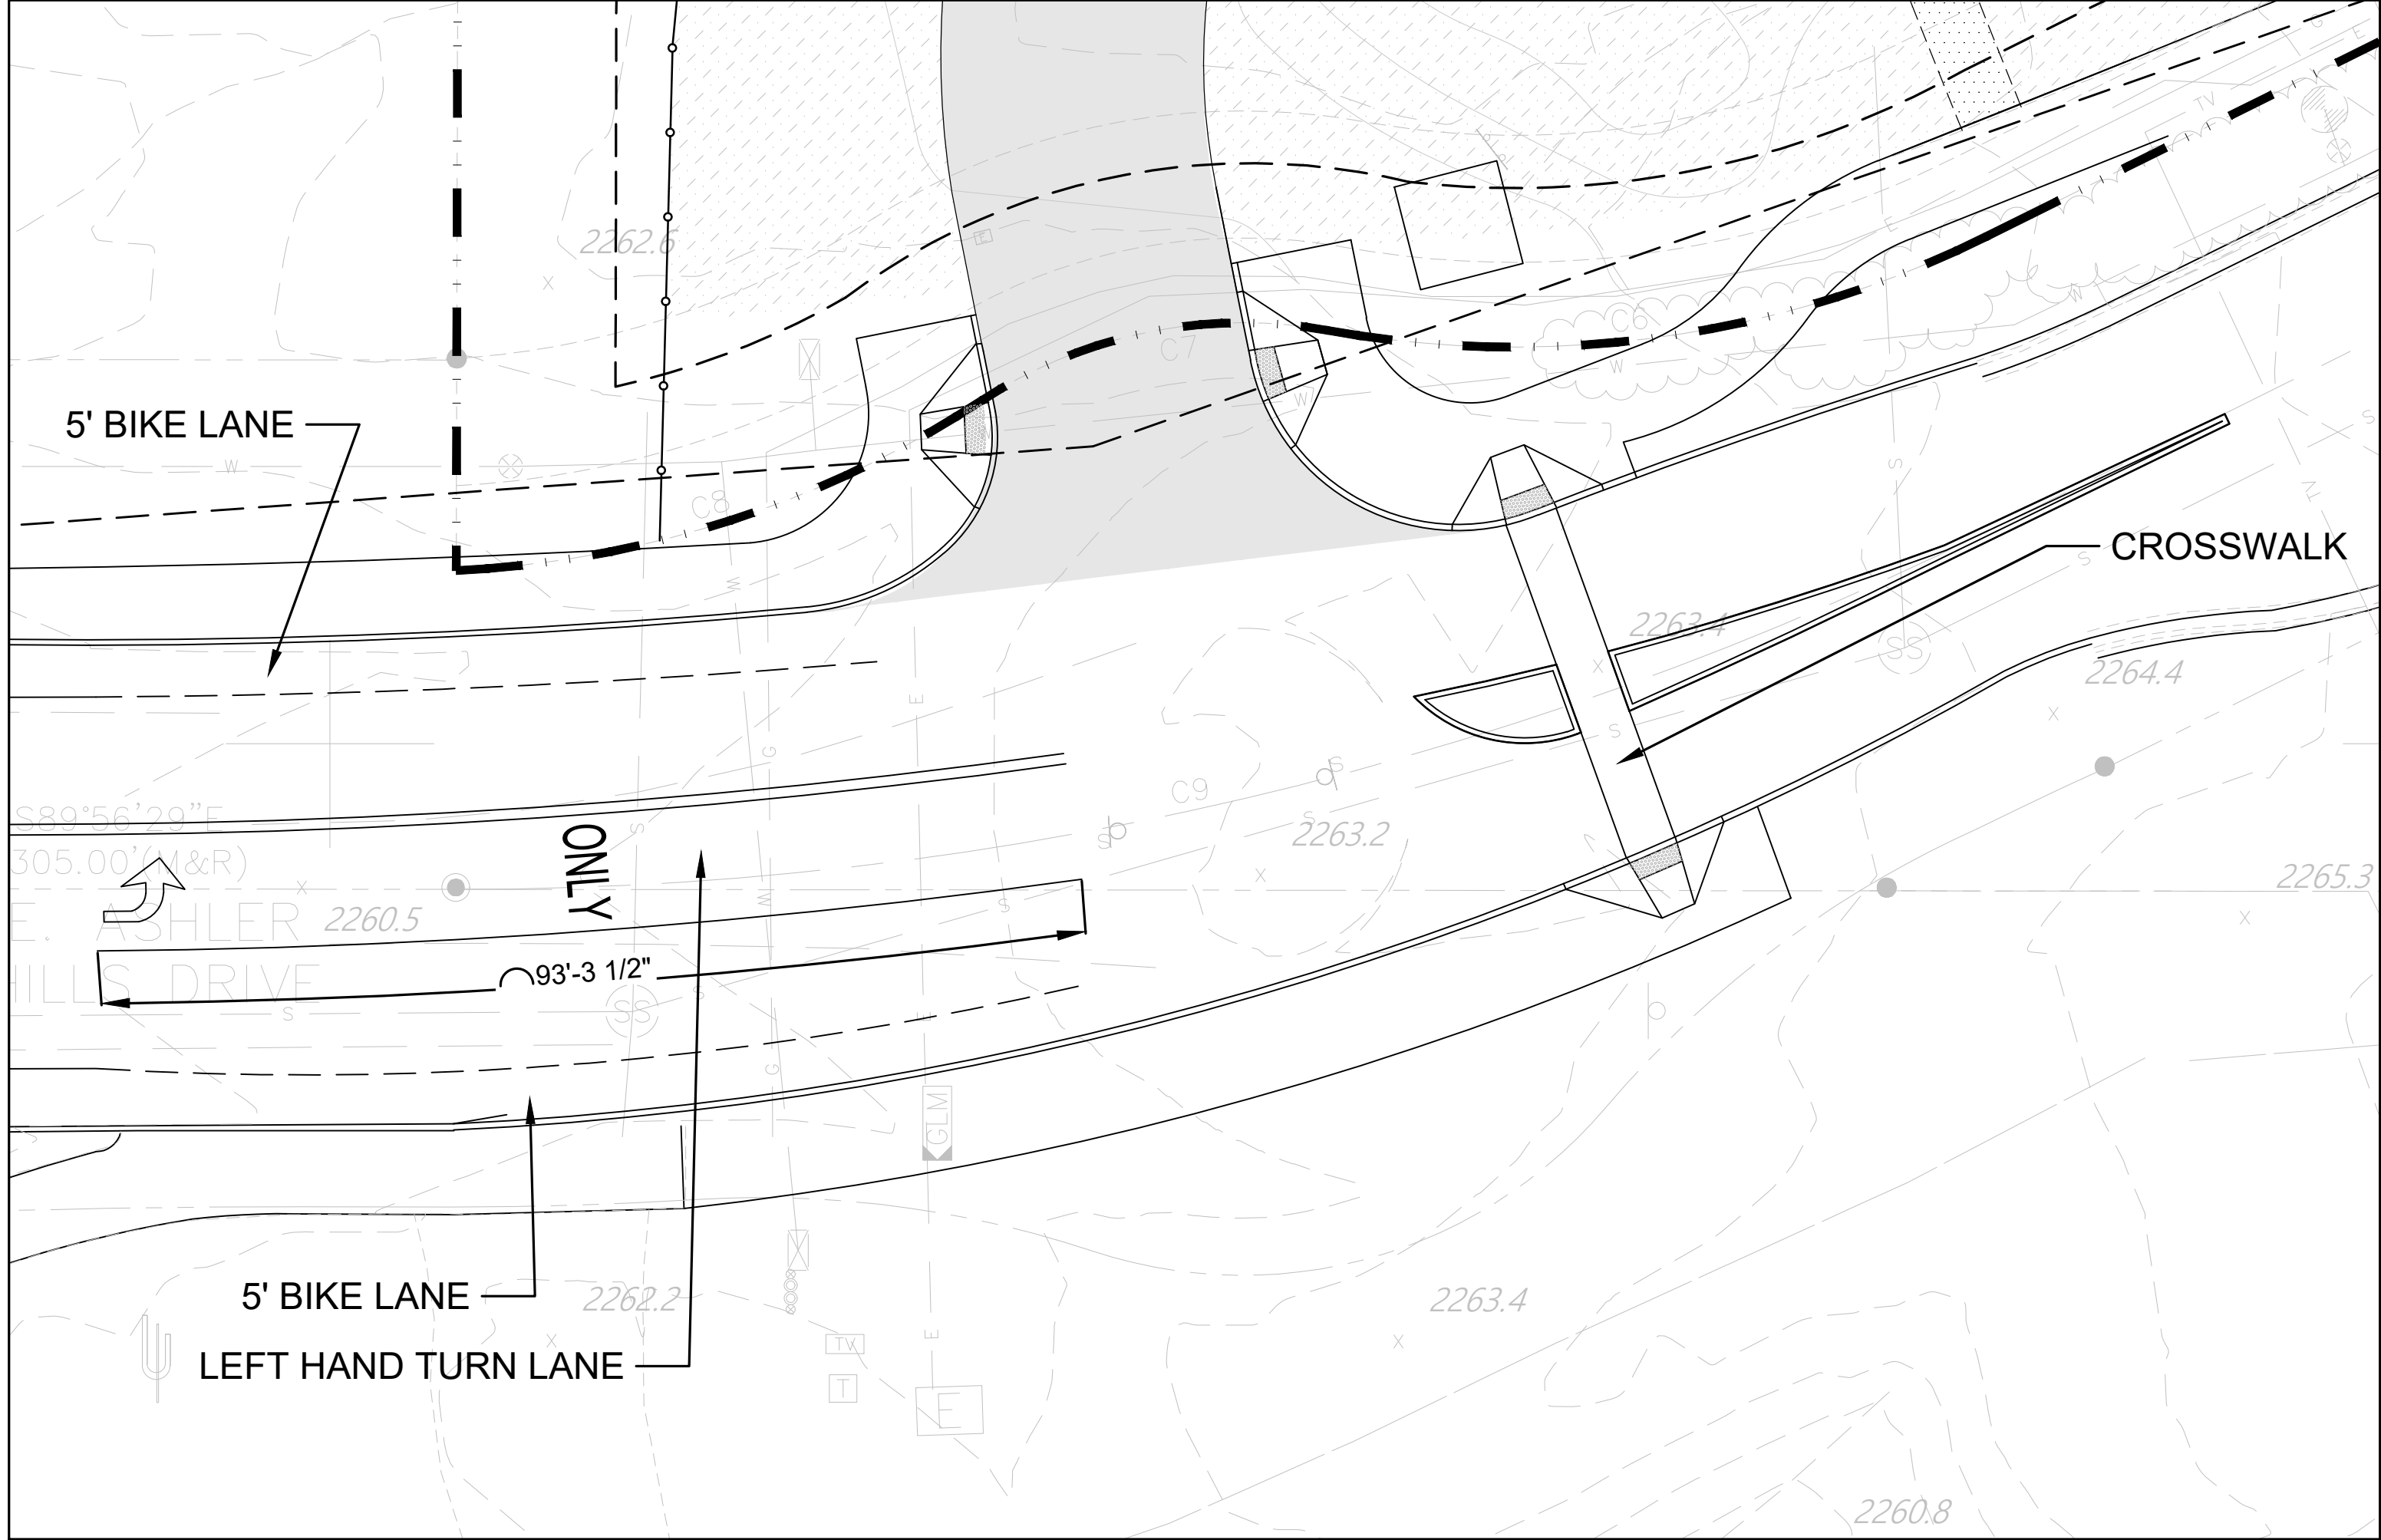 2262.6
C6
C7
W
5' BIKE LANE
W
W
C8
S
CROSSWALK
2263.4
SS
2264.4
E
G
C9
2263.2
S89°56'29"E
305.00'(M&R)
ONLY
2265.3
E. ASHLER
2260.5
HILLS DRIVE
93'-3 1/2"
SS
S
G
GLM
5' BIKE LANE
2262.2
2263.4
TV
LEFT HAND TURN LANE
T
E
2260.8